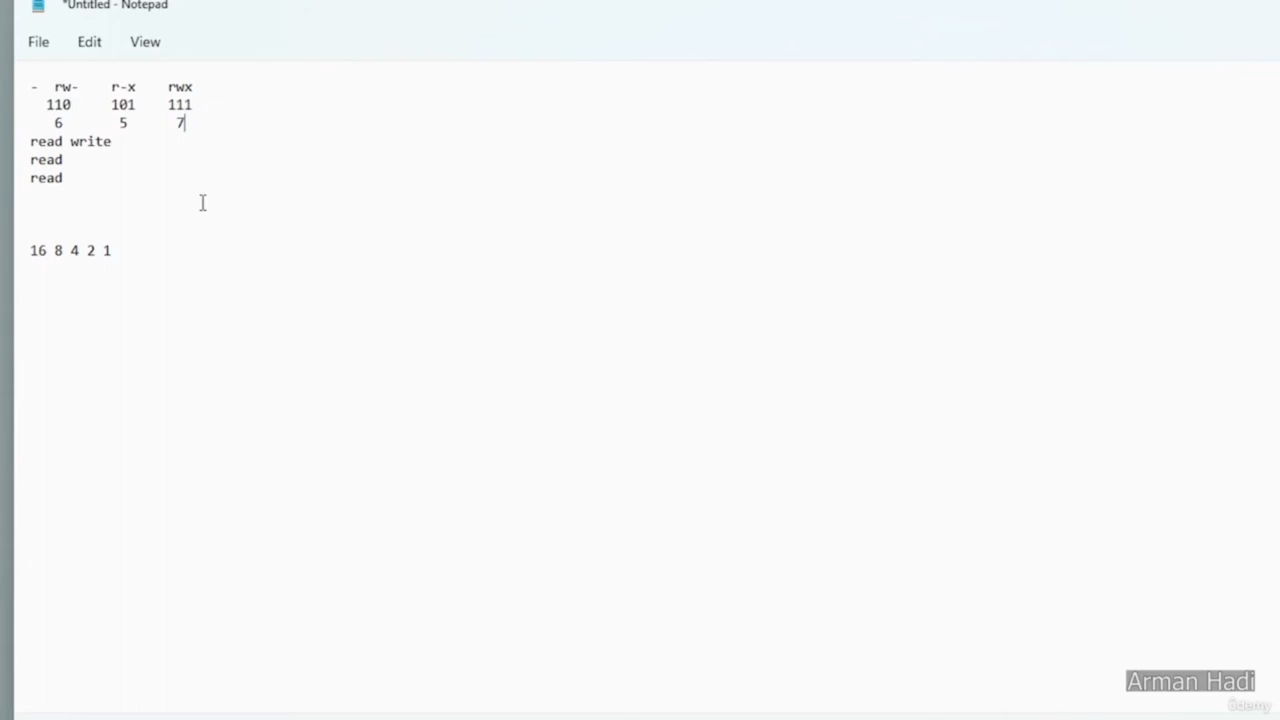 *Untitled - Notepad
File Edit View
- rw- r-x rwx
110 101 111
6 5 7
read write
read
read
16 8 4 2 1
Arman Hadi
ûdemy